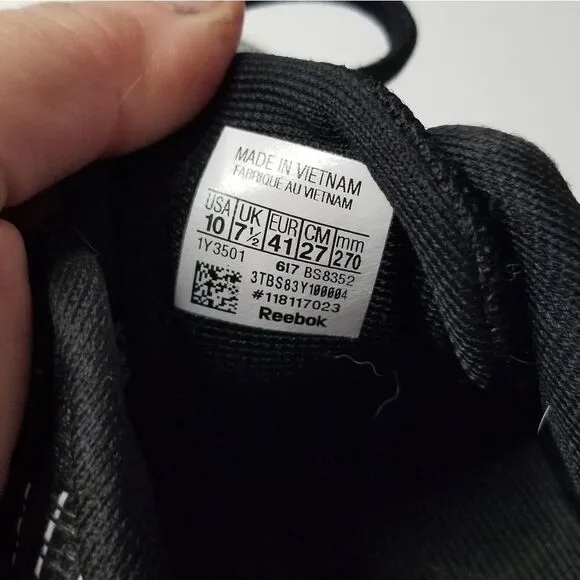 MADE IN VIETNAM
FABRIQUÉ AU VIETNAM
USA UK EUR CM mm
10 7½ 41 27 270
1Y3501 617 BS8352
3TBS83Y100004
#118117023
Reebok